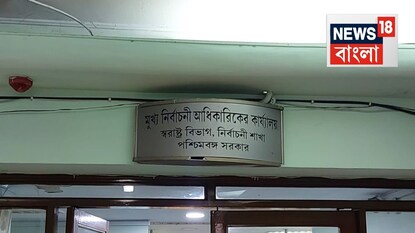 NEWS 18
বাংলা
মুখ্য নির্বাচনী আধিকারিকের কার্য্যালয়
স্বরাষ্ট্র বিভাগ, নির্বাচনী শাখা
পশ্চিমবঙ্গ সরকার